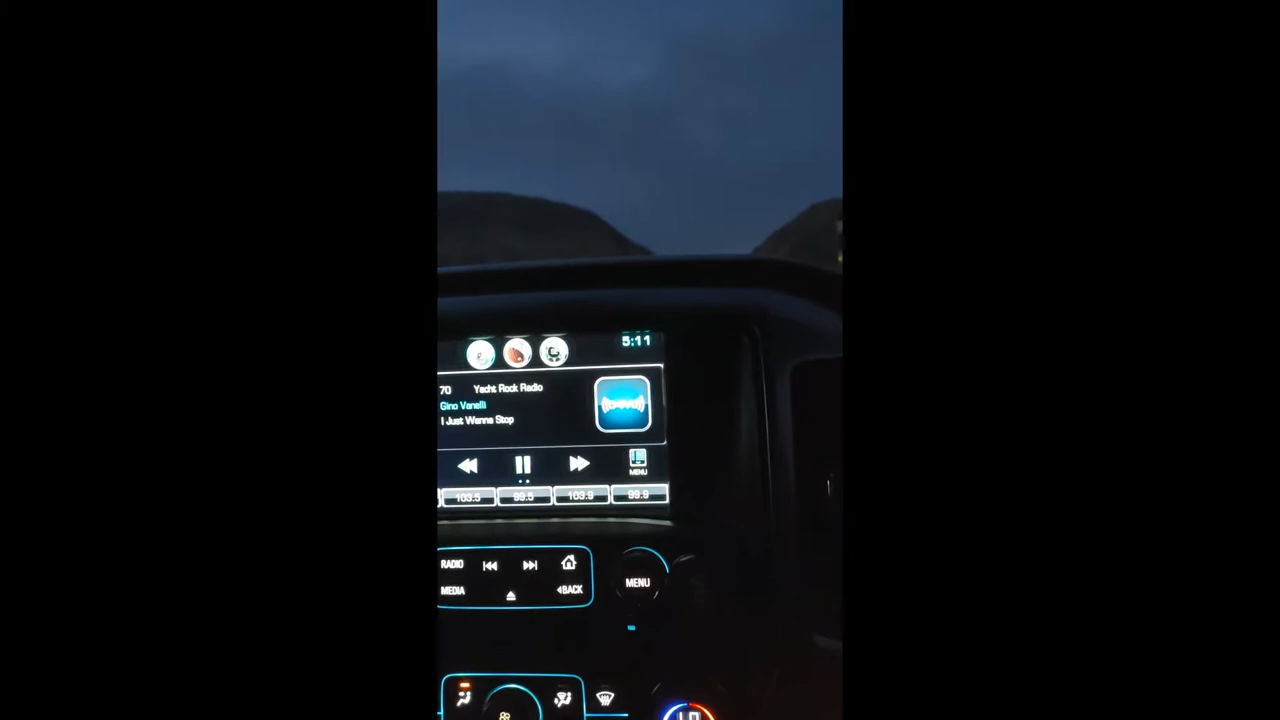 5:11
70 Yacht Rock Radio
Gino Vanelli
I Just Wanna Stop
MENU
103.5 99.5 103.9 99.9
RADIO
MENU
MEDIA BACK
LO